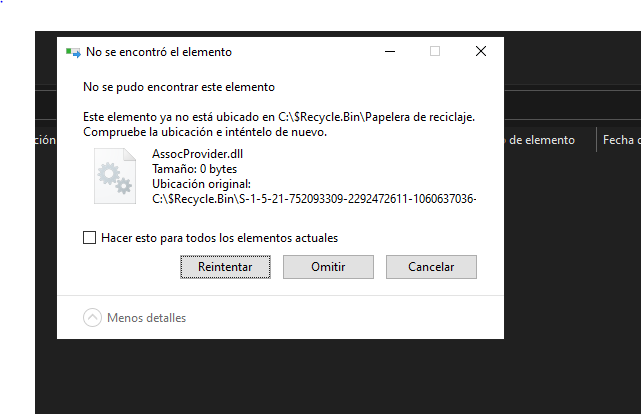 No se encontró el elemento
No se pudo encontrar este elemento
Este elemento ya no está ubicado en C:\$Recycle.Bin\Papelera de reciclaje.
Compruebe la ubicación e inténtelo de nuevo.
AssocProvider.dll
Tamaño: 0 bytes
Ubicación original:
C:\$Recycle.Bin\S-1-5-21-752093309-2292472611-1060637036-
ción
de elemento
Fecha
Hacer esto para todos los elementos actuales
Reintentar
Omitir
Cancelar
Menos detalles